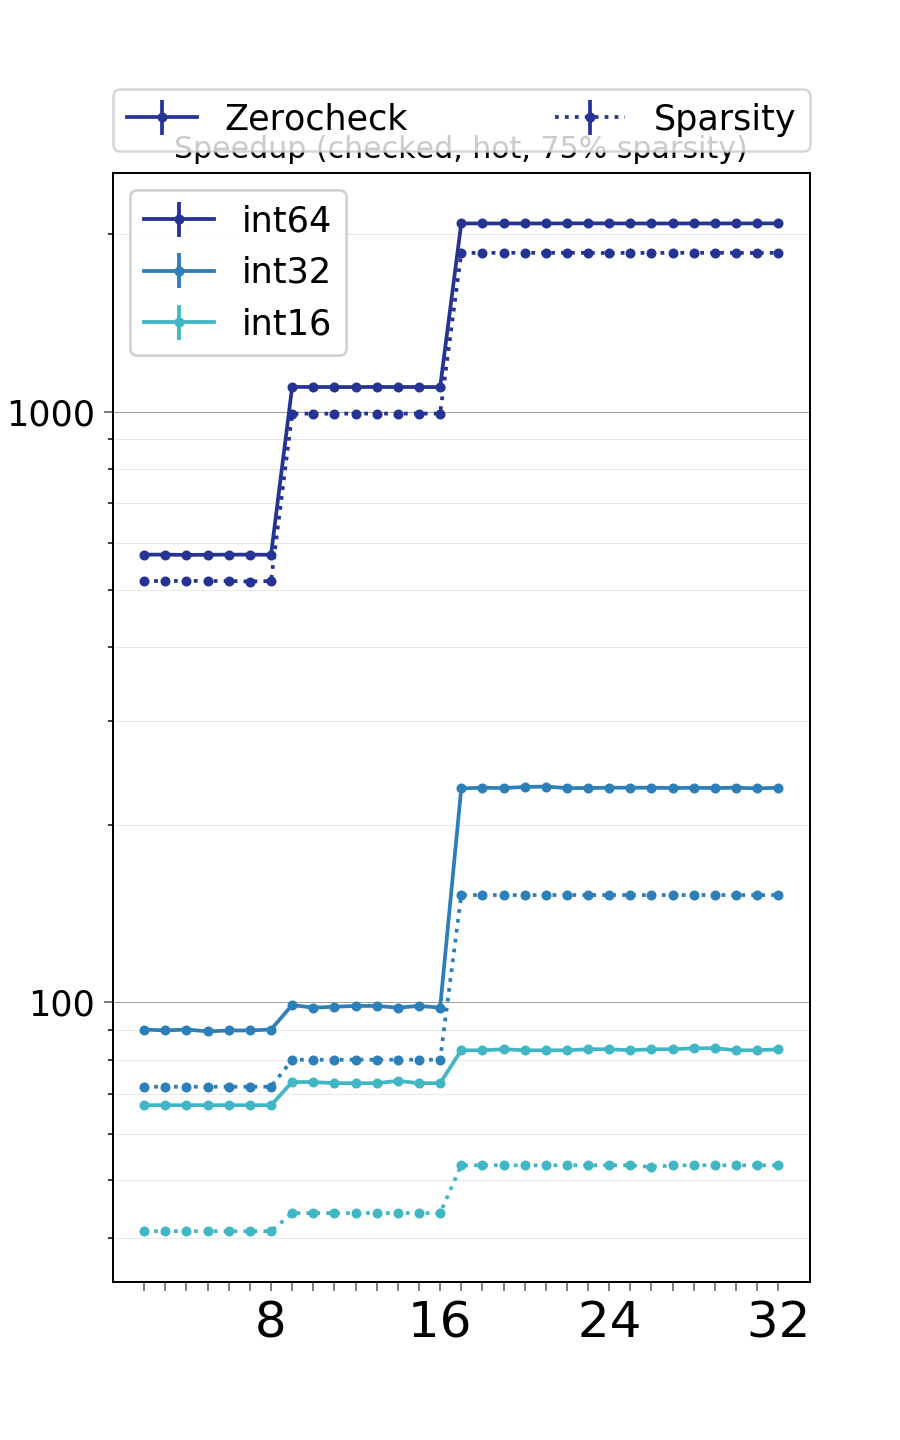 Zerocheck Sparsity
Speedup (checked, hot, 75% sparsity)
int64
int32
int16
1000
100
8 16 24 32